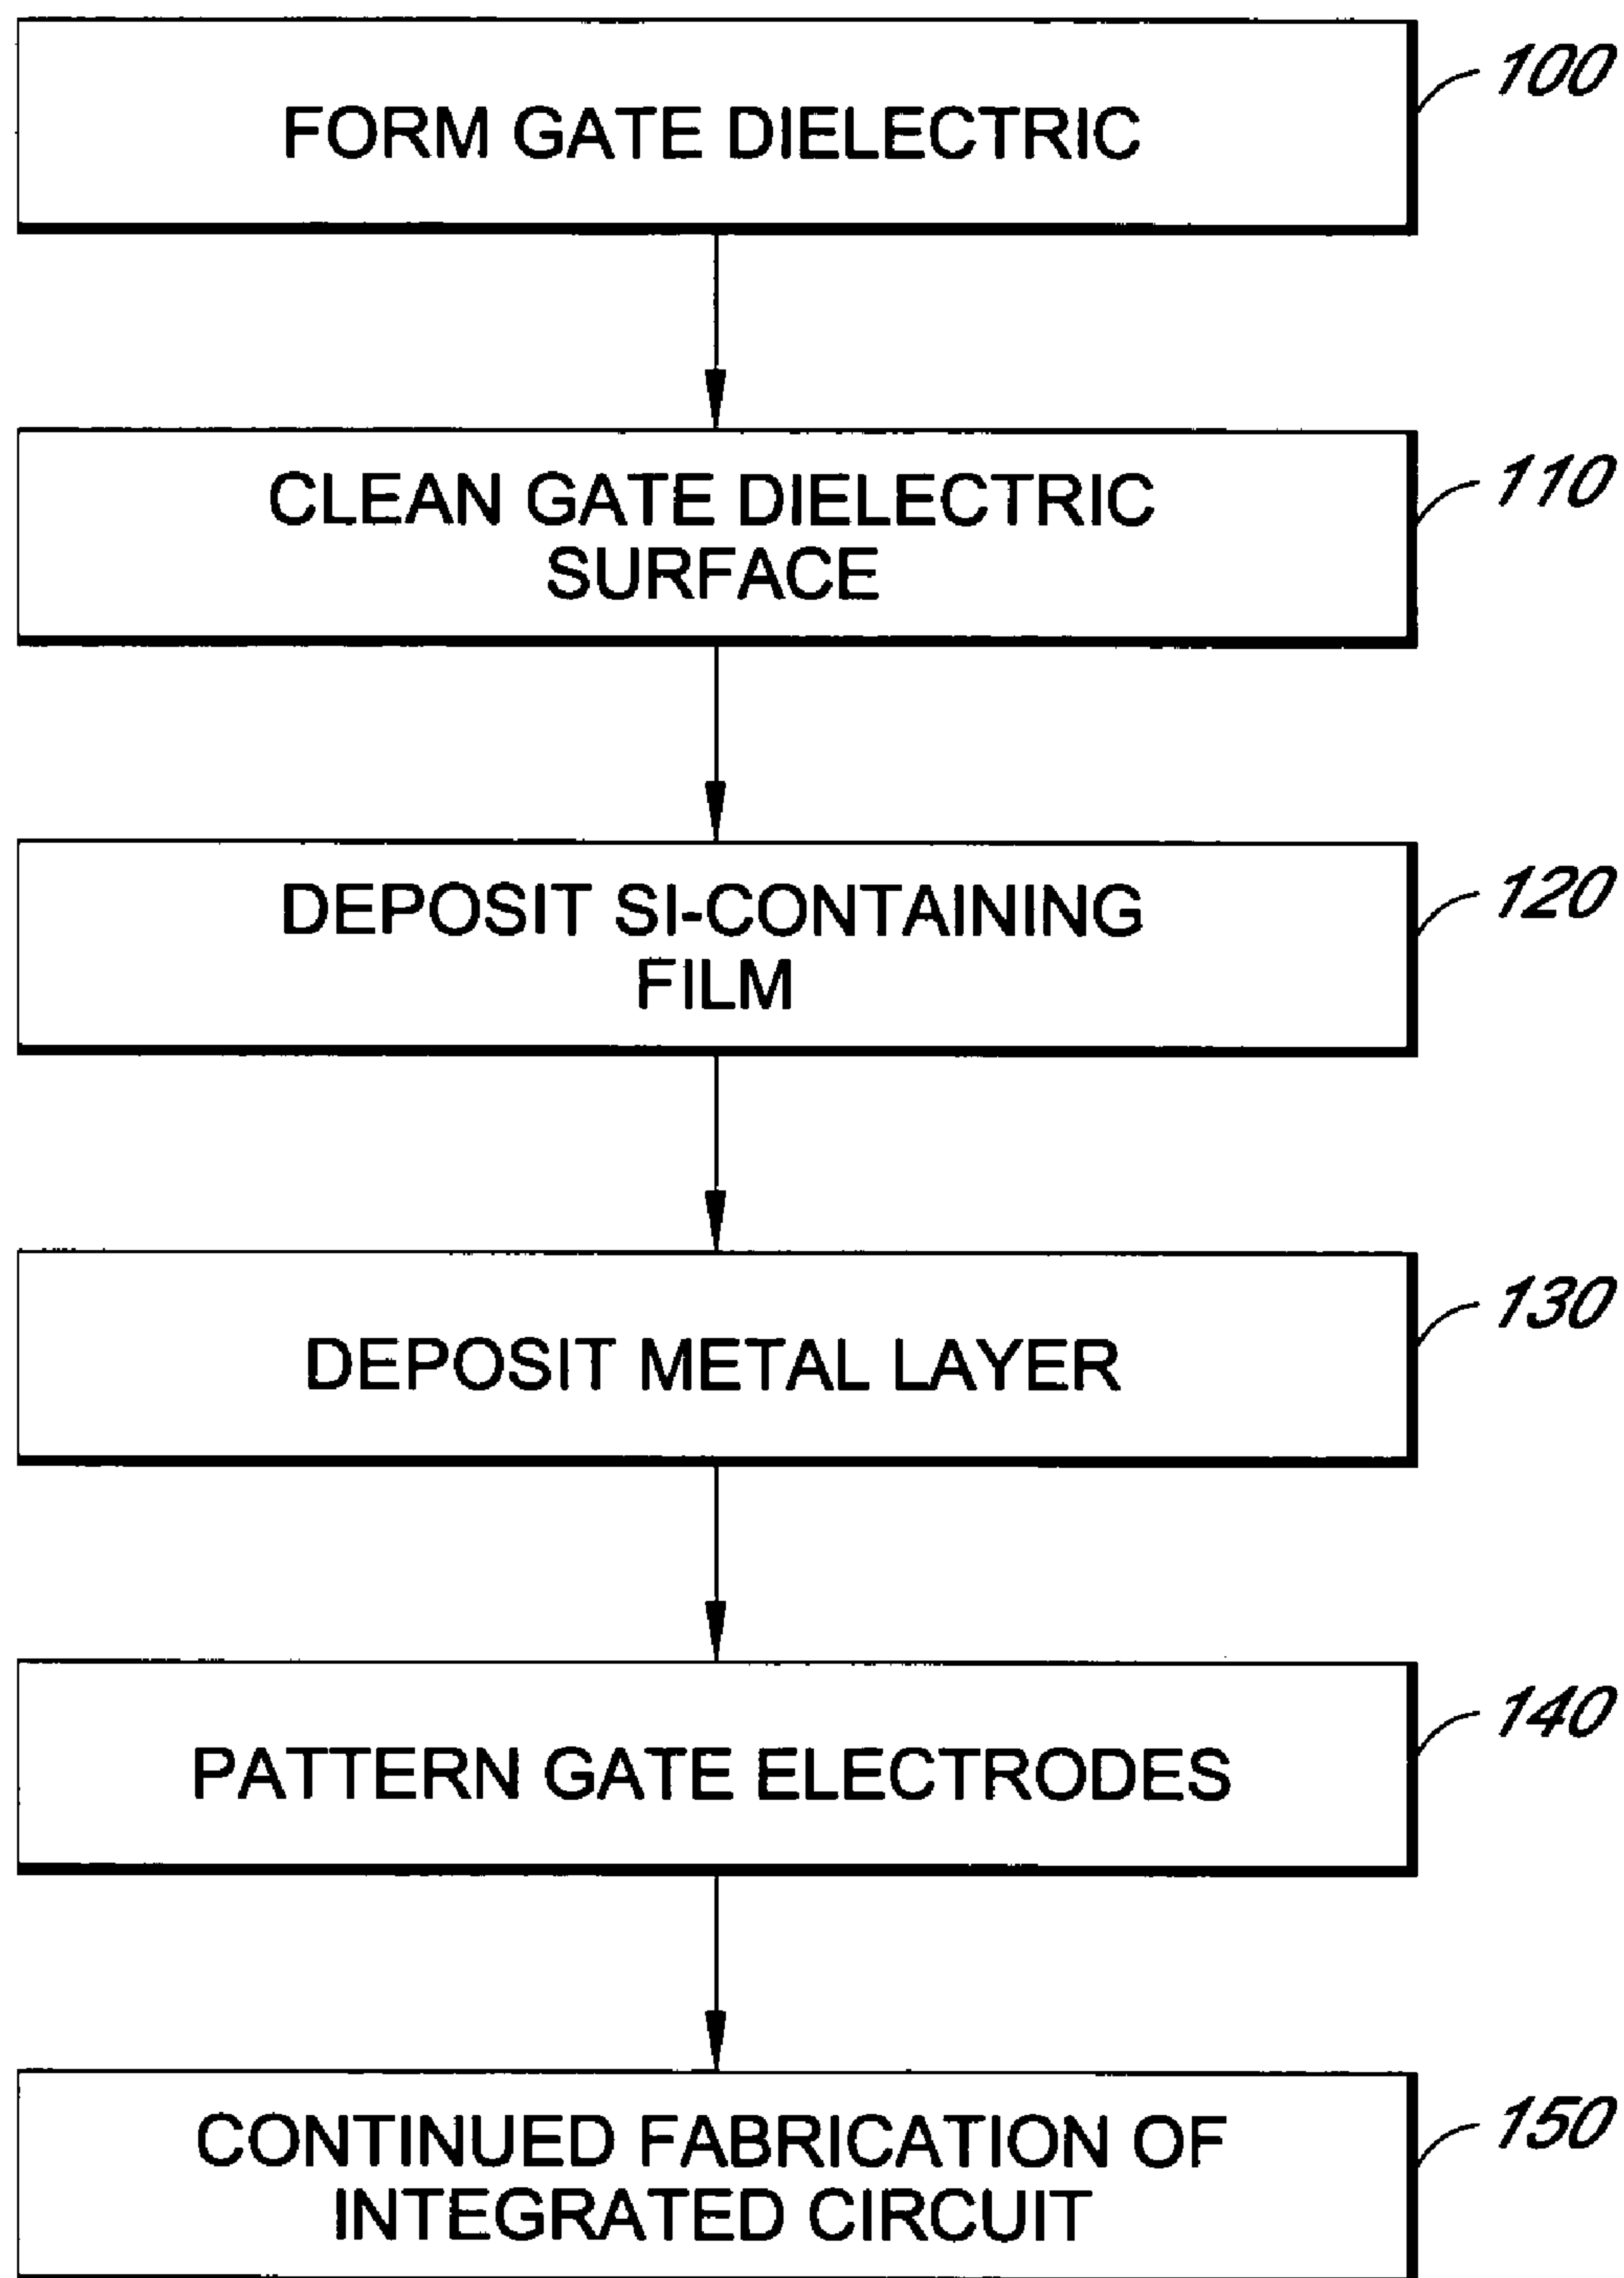 FORM GATE DIELECTRIC
100
CLEAN GATE DIELECTRIC
SURFACE
110
DEPOSIT SI-CONTAINING
FILM
120
DEPOSIT METAL LAYER
130
PATTERN GATE ELECTRODES
140
CONTINUED FABRICATION OF
INTEGRATED CIRCUIT
150